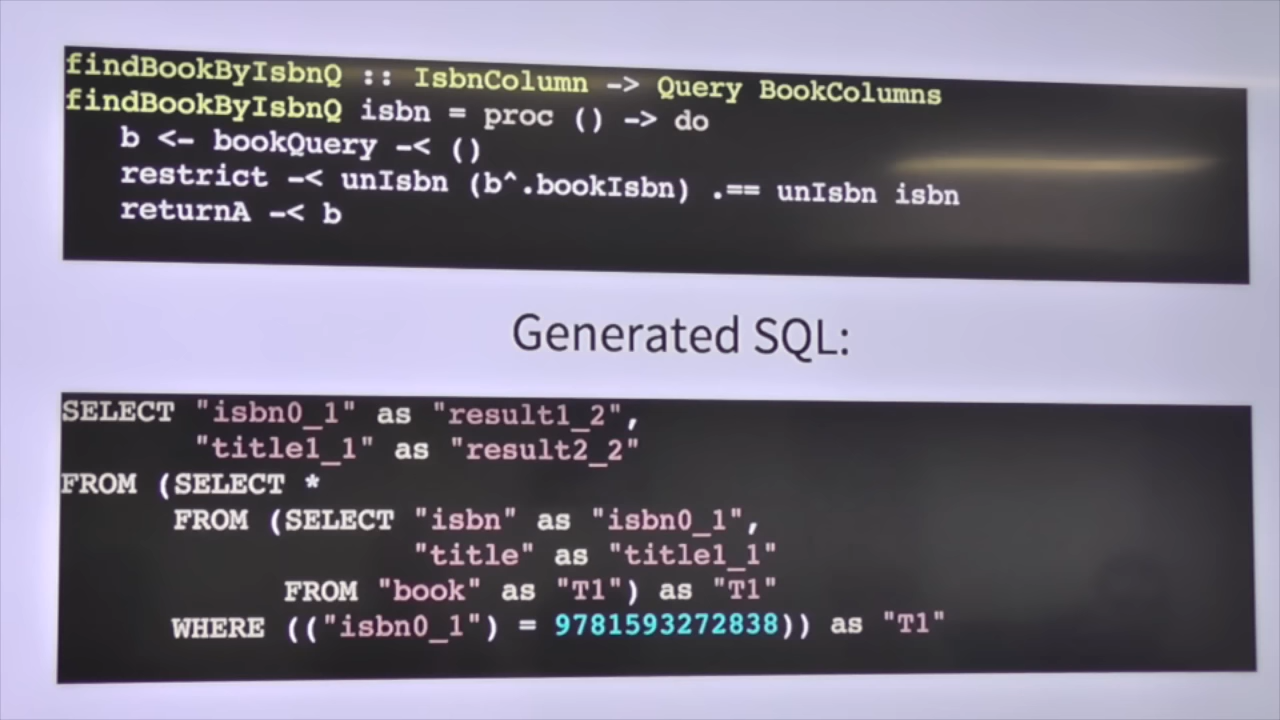 findBookByIsbnQ :: IsbnColumn -> Query BookColumns
findBookByIsbnQ isbn = proc () -> do
b <- bookQuery -< ()
restrict -< unIsbn (b^.bookIsbn) .== unIsbn isbn
returnA -< b
Generated SQL:
SELECT "isbn0_1" as "result1_2",
"title1_1" as "result2_2"
FROM (SELECT *
FROM (SELECT "isbn" as "isbn0_1",
"title" as "title1_1"
FROM "book" as "T1") as "T1"
WHERE (("isbn0_1") = 9781593272838)) as "T1"